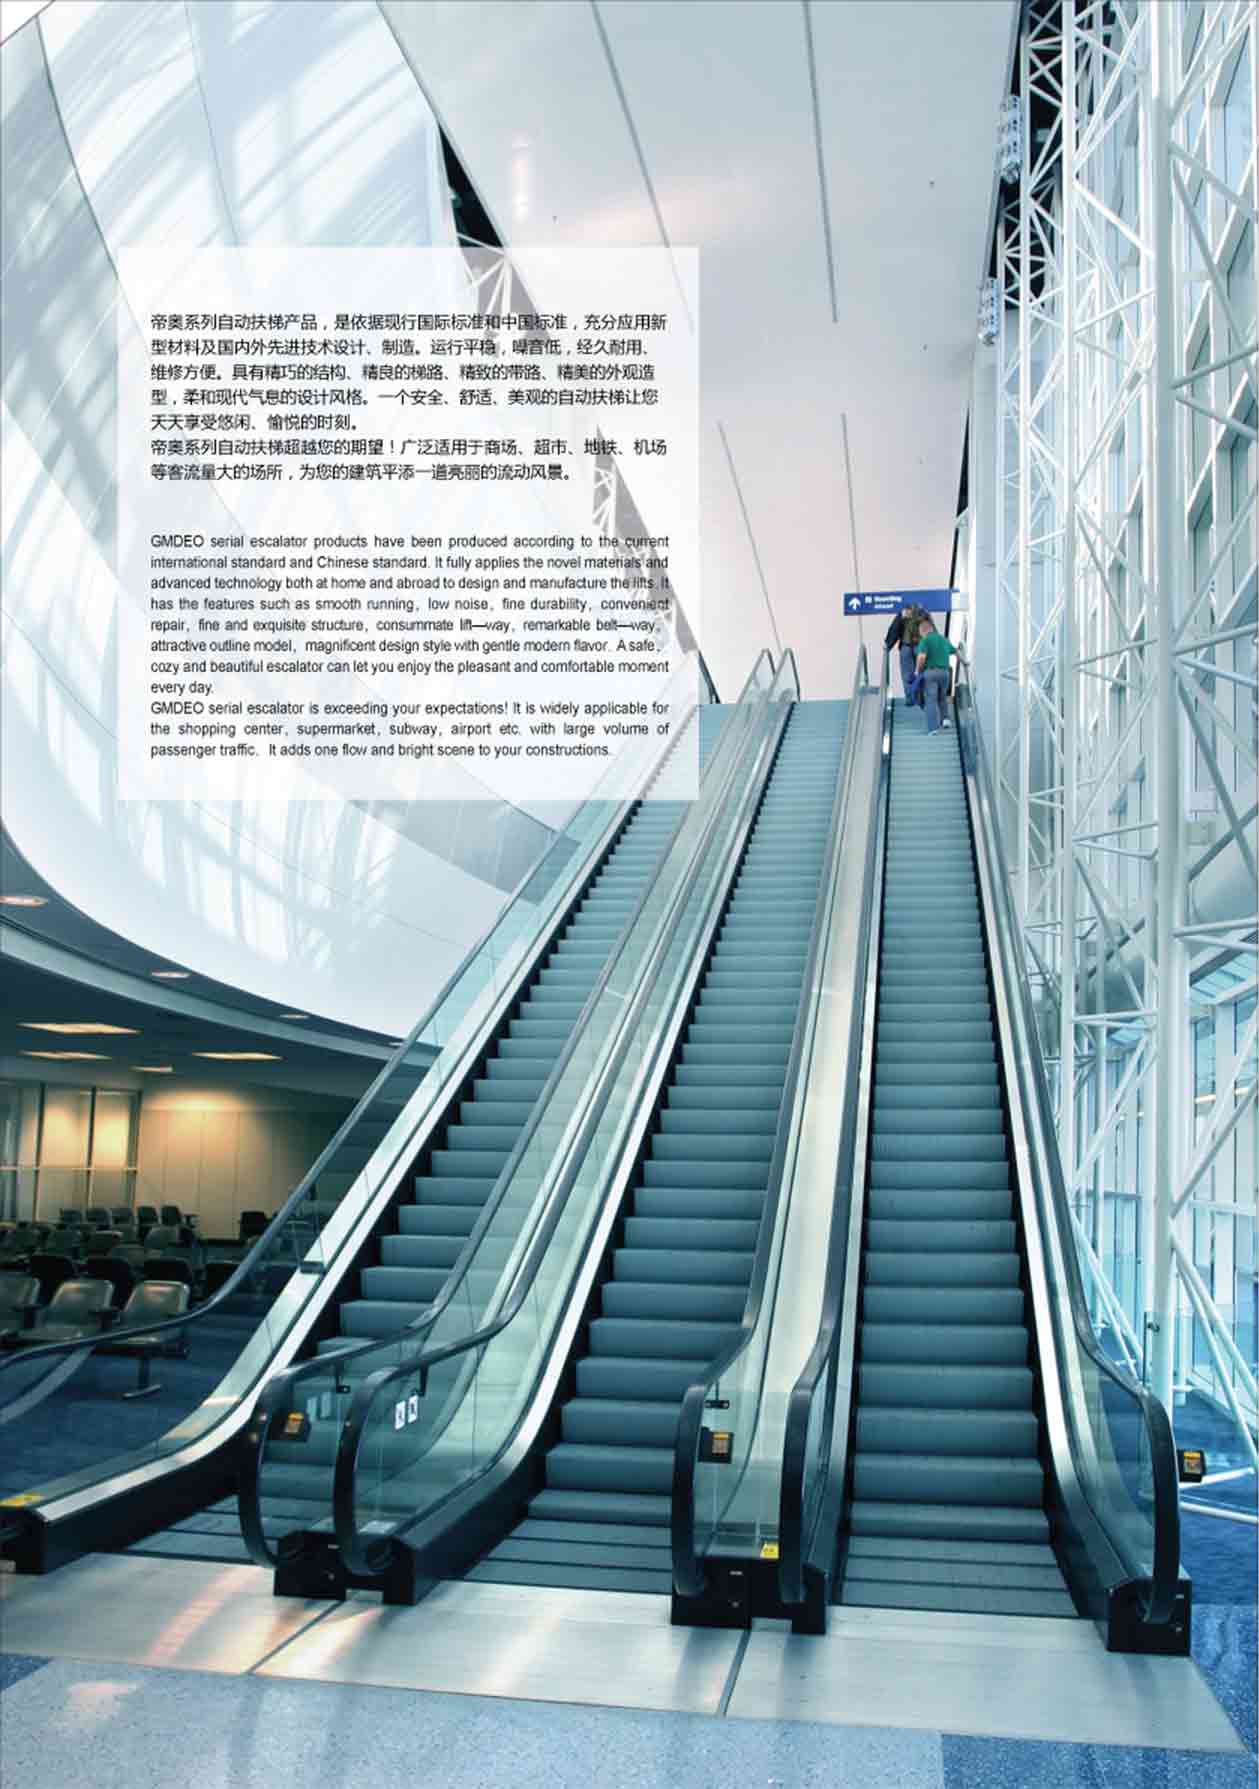 帝奥系列自动扶梯产品，是依据现行国际标准和中国标准，充分应用新
型材料及国内外先进技术设计、制造。运行平稳，噪音低，经久耐用、
维修方便。具有精巧的结构、精良的梯路、精致的带路、精美的外观造
型，柔和现代气息的设计风格。一个安全、舒适、美观的自动扶梯让您
天天享受悠闲、愉悦的时刻。
帝奥系列自动扶梯超越您的期望！广泛适用于商场、超市、地铁、机场
等客流量大的场所，为您的建筑平添一道亮丽的流动风景。
GMDEO serial escalator products have been produced according to the current
international standard and Chinese standard. It fully applies the novel materials and
advanced technology both at home and abroad to design and manufacture the lifts. It
has the features such as smooth running, low noise, fine durability, convenient
repair, fine and exquisite structure, consummate lift—way, remarkable belt—way,
attractive outline model, magnificent design style with gentle modern flavor. A safe,
cozy and beautiful escalator can let you enjoy the pleasant and comfortable moment
every day.
GMDEO serial escalator is exceeding your expectations! It is widely applicable for
the shopping center, supermarket, subway, airport etc. with large volume of
passenger traffic. It adds one flow and bright scene to your constructions.